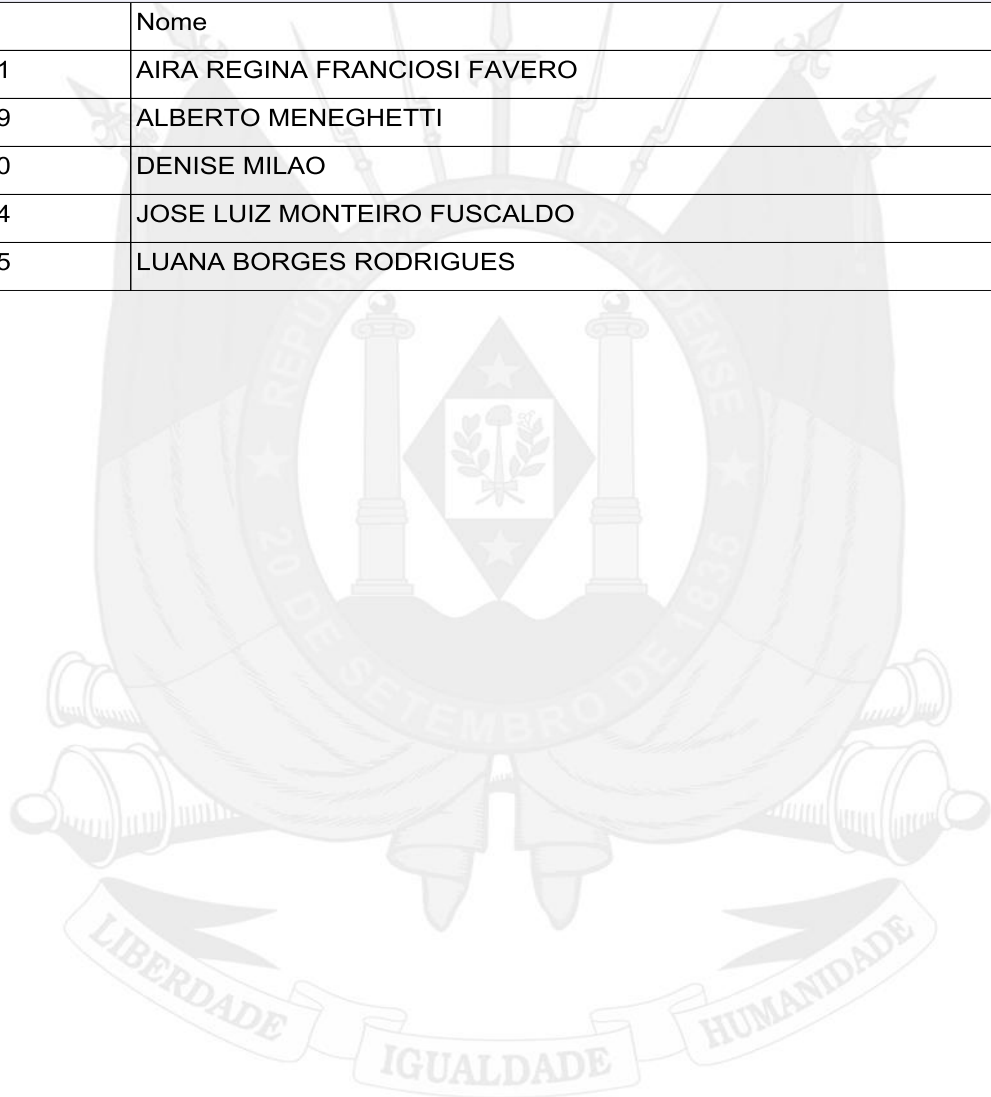 Nome
1 AIRA REGINA FRANCIOSI FAVERO
9 ALBERTO MENEGHETTI
0 DENISE MILAO
4 JOSE LUIZ MONTEIRO FUSCALDO
5 LUANA BORGES RODRIGUES
REPÚBLICA RIO-GRANDENSE
20 DE SETEMBRO DE 1835
LIBERDADE
IGUALDADE
HUMANIDADE